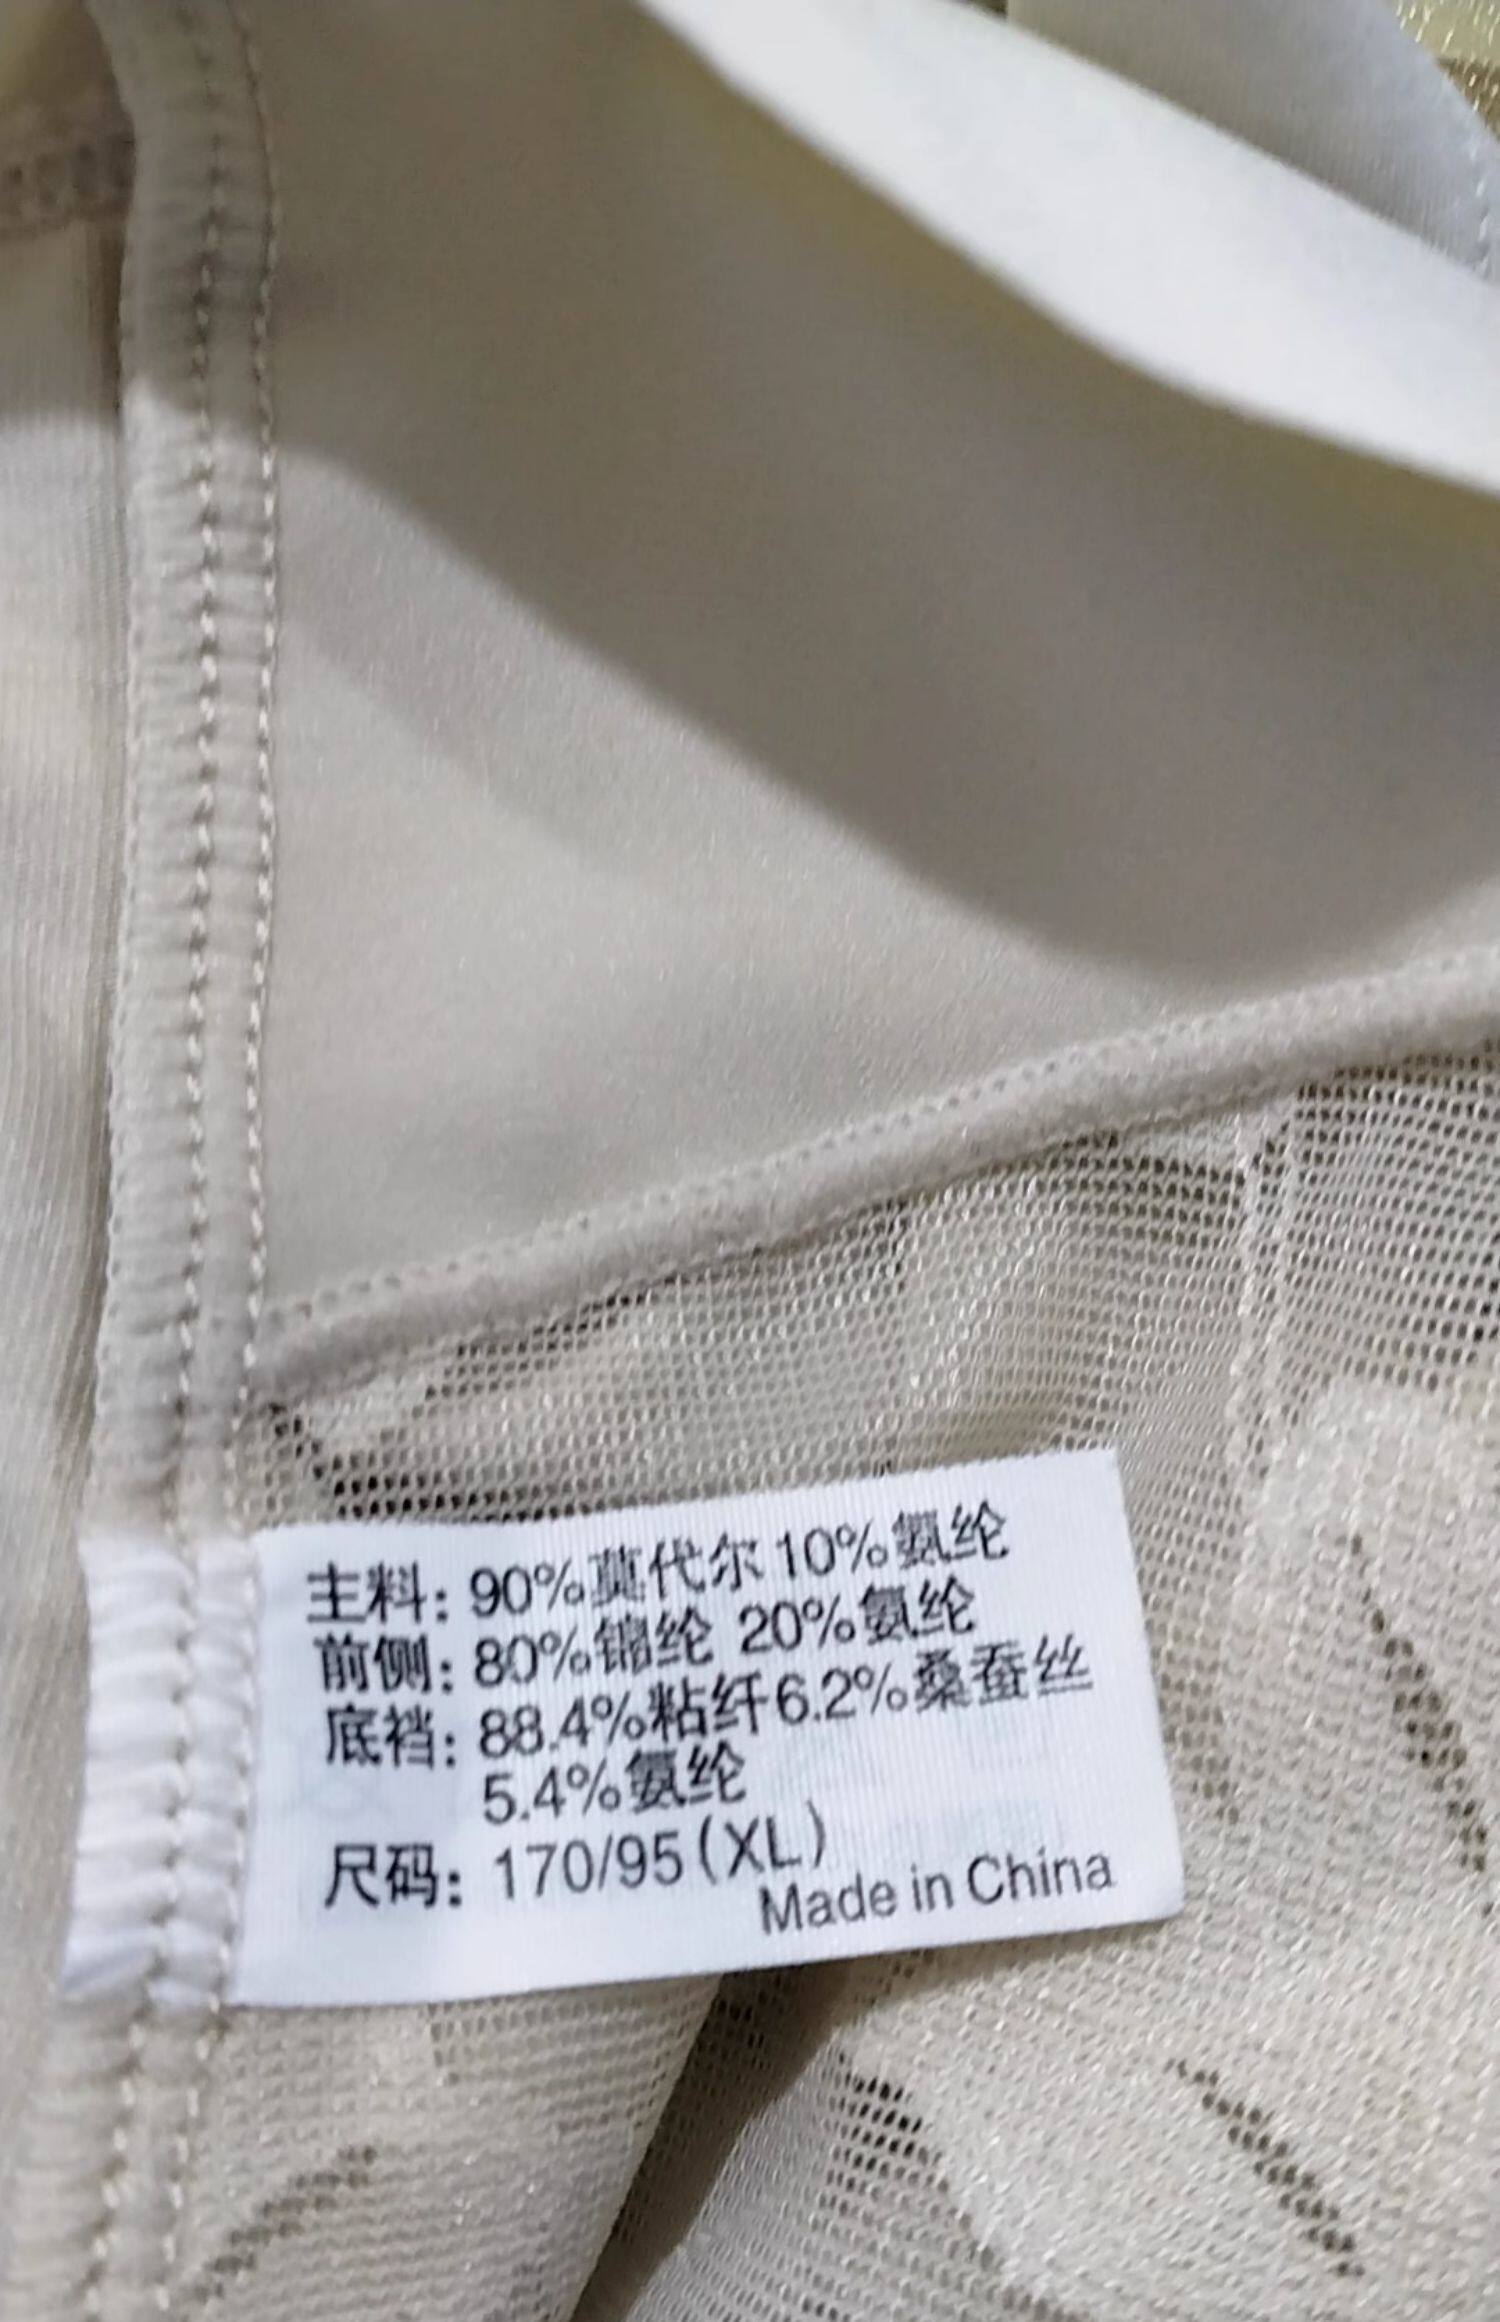 主料: 90%莫代尔10%氨纶
前侧: 80%锦纶 20%氨纶
底裆: 88.4%粘纤6.2%桑蚕丝
5.4%氨纶
尺码: 170/95(XL)
Made in China